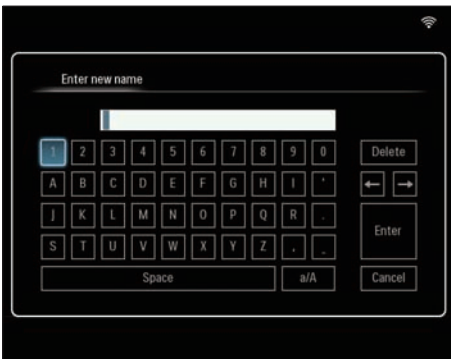 Enter new name
1 2 3 4 5 6 7 8 9 0 Delete
A B C D E F G H I ' ← →
J K L M N O P Q R .
Enter
S T U V W X Y Z , _
Space a/A Cancel